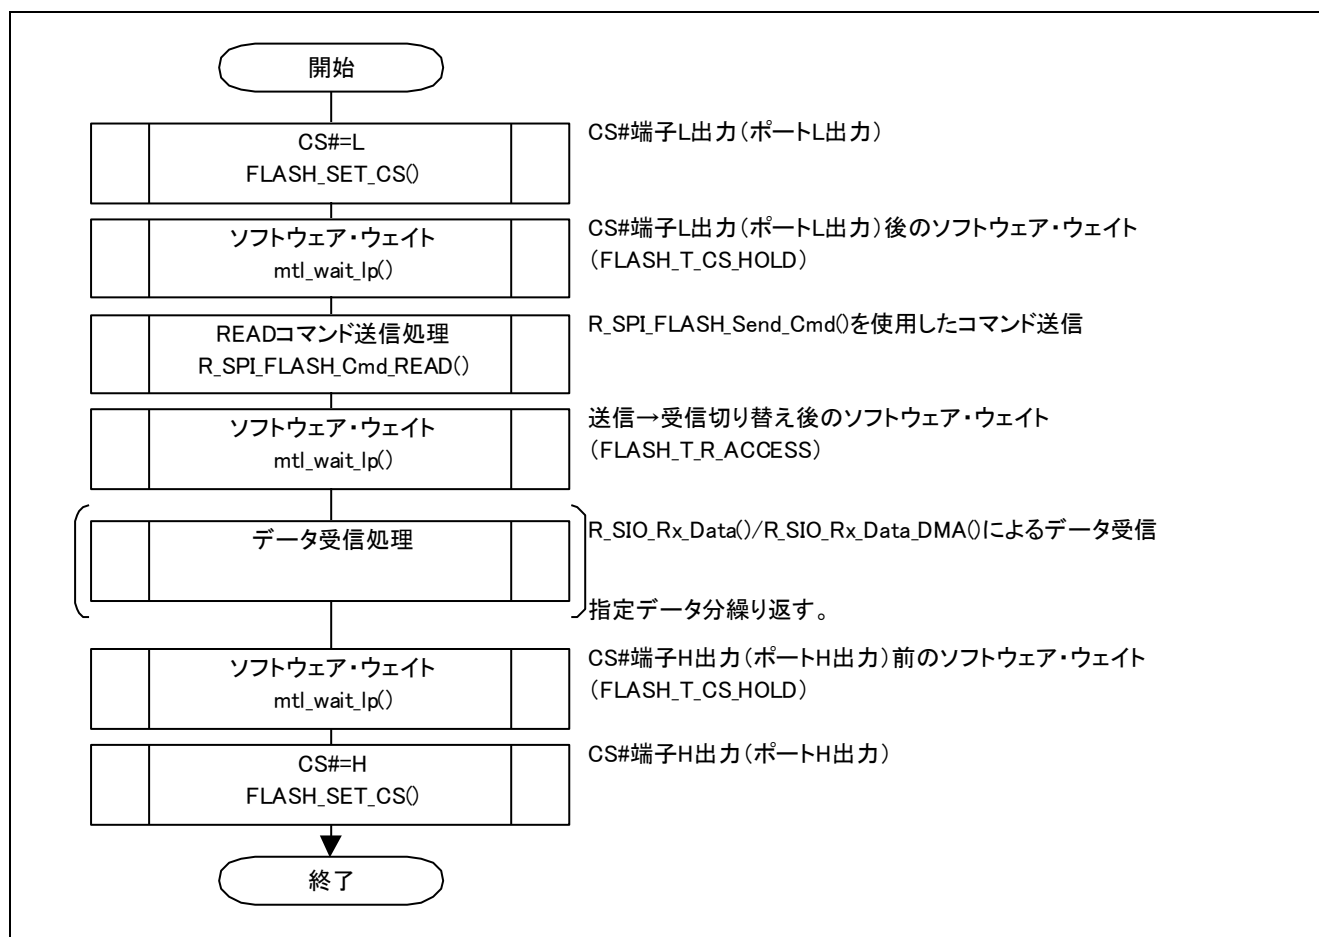 開始
CS#=L
FLASH_SET_CS()
CS#端子L出力(ポートL出力)
ソフトウェア・ウェイト
mtl_wait_lp()
CS#端子L出力(ポートL出力)後のソフトウェア・ウェイト
(FLASH_T_CS_HOLD)
READコマンド送信処理
R_SPI_FLASH_Cmd_READ()
R_SPI_FLASH_Send_Cmd()を使用したコマンド送信
ソフトウェア・ウェイト
mtl_wait_lp()
送信→受信切り替え後のソフトウェア・ウェイト
(FLASH_T_R_ACCESS)
データ受信処理
R_SIO_Rx_Data()/R_SIO_Rx_Data_DMA()によるデータ受信
指定データ分繰り返す。
ソフトウェア・ウェイト
mtl_wait_lp()
CS#端子H出力(ポートH出力)前のソフトウェア・ウェイト
(FLASH_T_CS_HOLD)
CS#=H
FLASH_SET_CS()
CS#端子H出力(ポートH出力)
終了